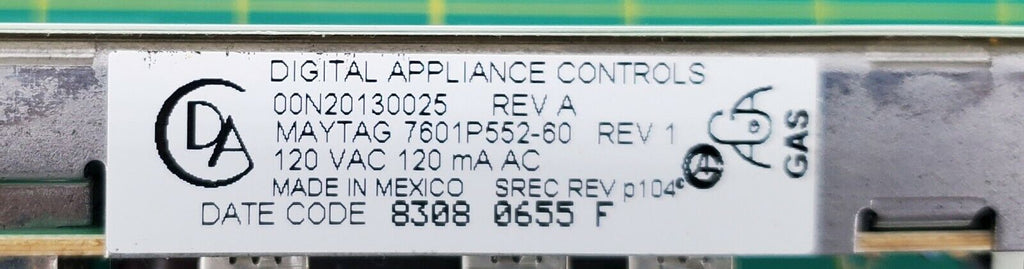 DIGITAL APPLIANCE CONTROLS
DA
00N20130025 REV A
MAYTAG 7601P552-60 REV 1
120 VAC 120 mA AC
MADE IN MEXICO SREC REV p104
DATE CODE 8308 0655 F
GAS